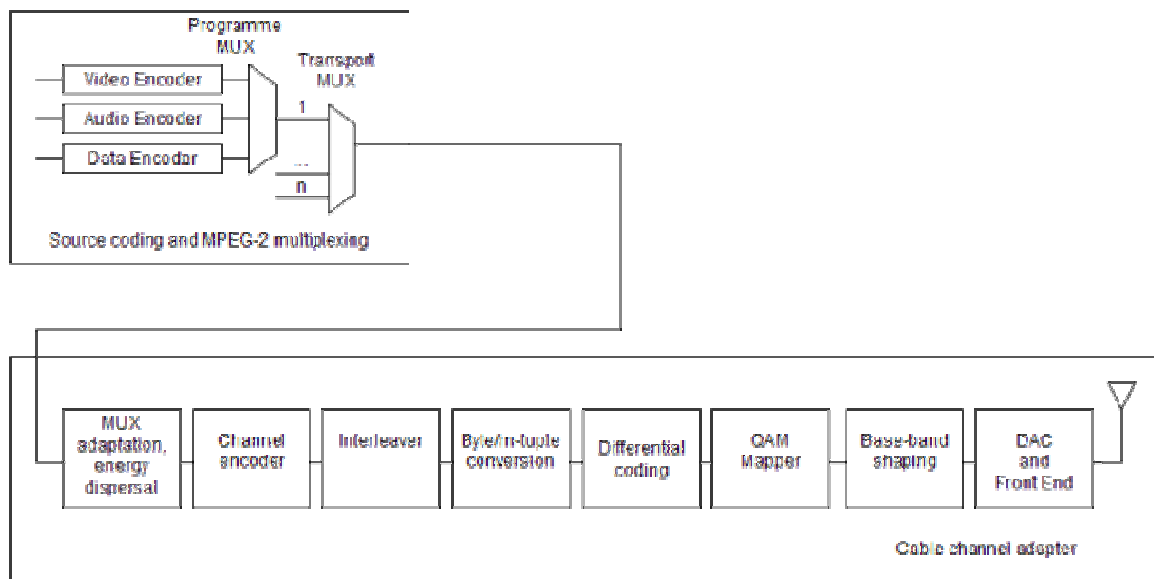 Programme
MUX
Transport
MUX
Video Encoder
Audio Encoder
Data Encoder
1
...
n
Source coding and MPEG-2 multiplexing
MUX
adaptation,
energy
dispersal
Channel
encoder
Interleaver
Byte/m-tuple
conversion
Differential
coding
QAM
Mapper
Base-band
shaping
DAC
and
Front End
Cable channel adapter